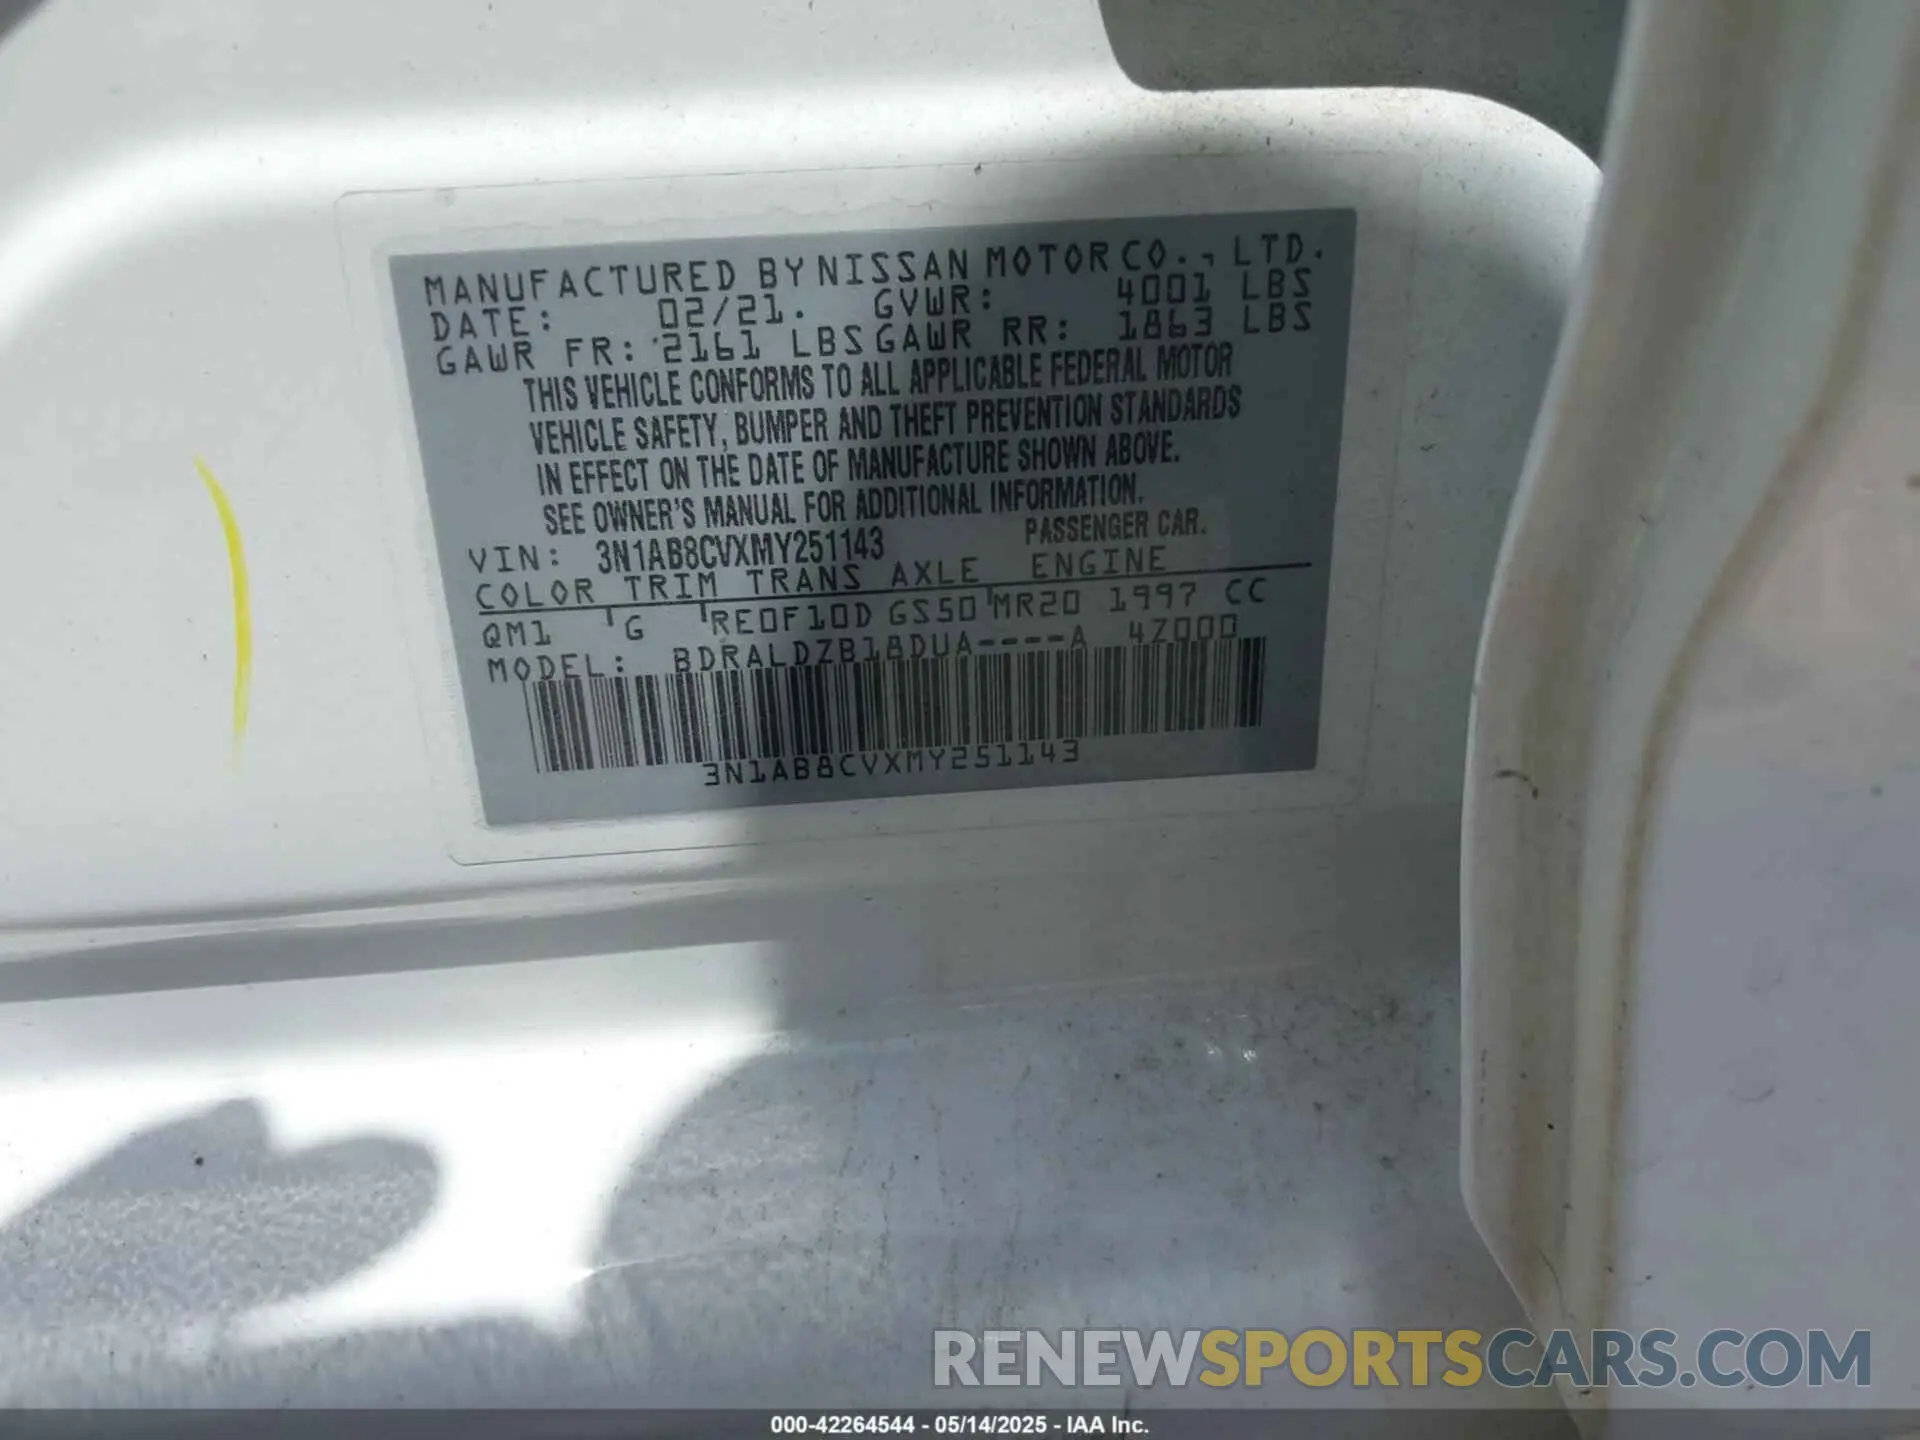 MANUFACTURED BY NISSAN MOTOR CO., LTD.
DATE: 02/21. GVWR: 4001 LBS
GAWR FR: 2161 LBS GAWR RR: 1863 LBS
THIS VEHICLE CONFORMS TO ALL APPLICABLE FEDERAL MOTOR
VEHICLE SAFETY, BUMPER AND THEFT PREVENTION STANDARDS
IN EFFECT ON THE DATE OF MANUFACTURE SHOWN ABOVE.
SEE OWNER'S MANUAL FOR ADDITIONAL INFORMATION.
VIN: 3N1AB8CVXMY251143 PASSENGER CAR.
COLOR TRIM TRANS AXLE ENGINE
QM1 G RE0F10D GS50 MR20 1997 CC
MODEL: BDRALDZB18DUA----A 4Z000
3N1AB8CVXMY251143
RENEWSPORTSCARS.COM
000-42264544 - 05/14/2025 - IAA Inc.